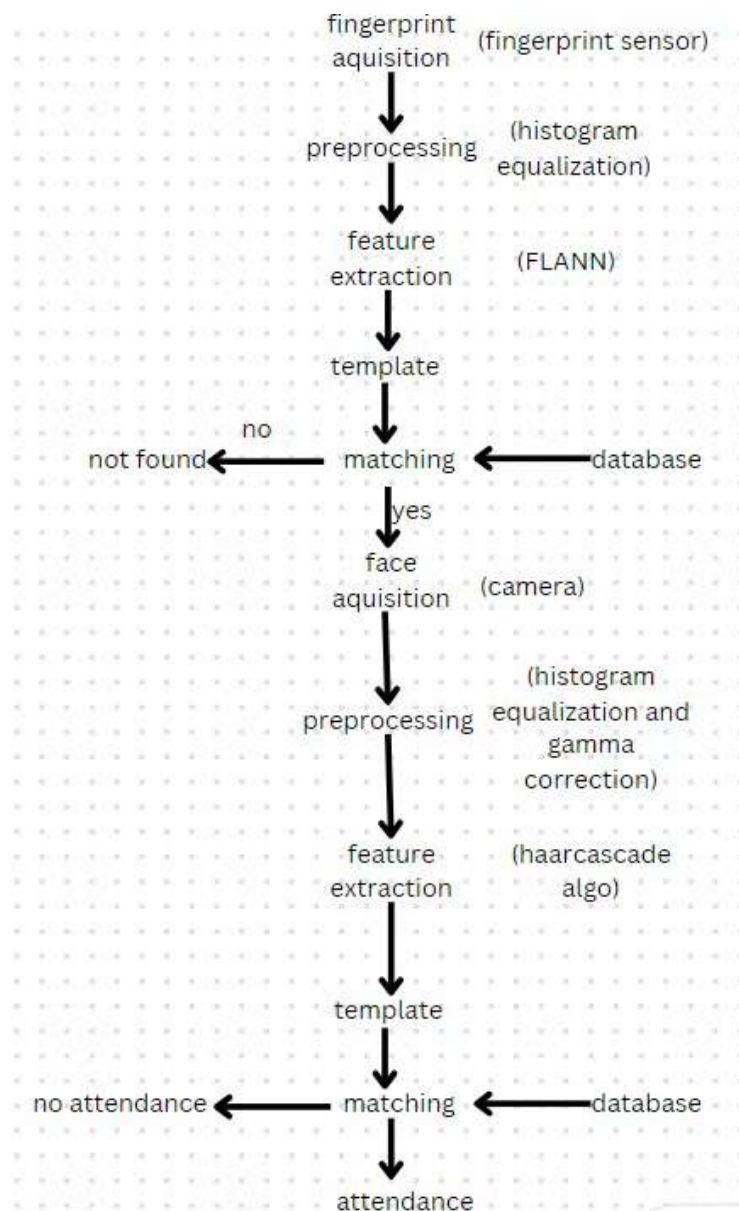 fingerprint
aquisition
(fingerprint sensor)
preprocessing
(histogram
equalization)
feature
extraction
(FLANN)
template
no
not found
matching
database
yes
face
aquisition
(camera)
preprocessing
(histogram
equalization and
gamma
correction)
feature
extraction
(haarcascade
algo)
template
no attendance
matching
database
attendance